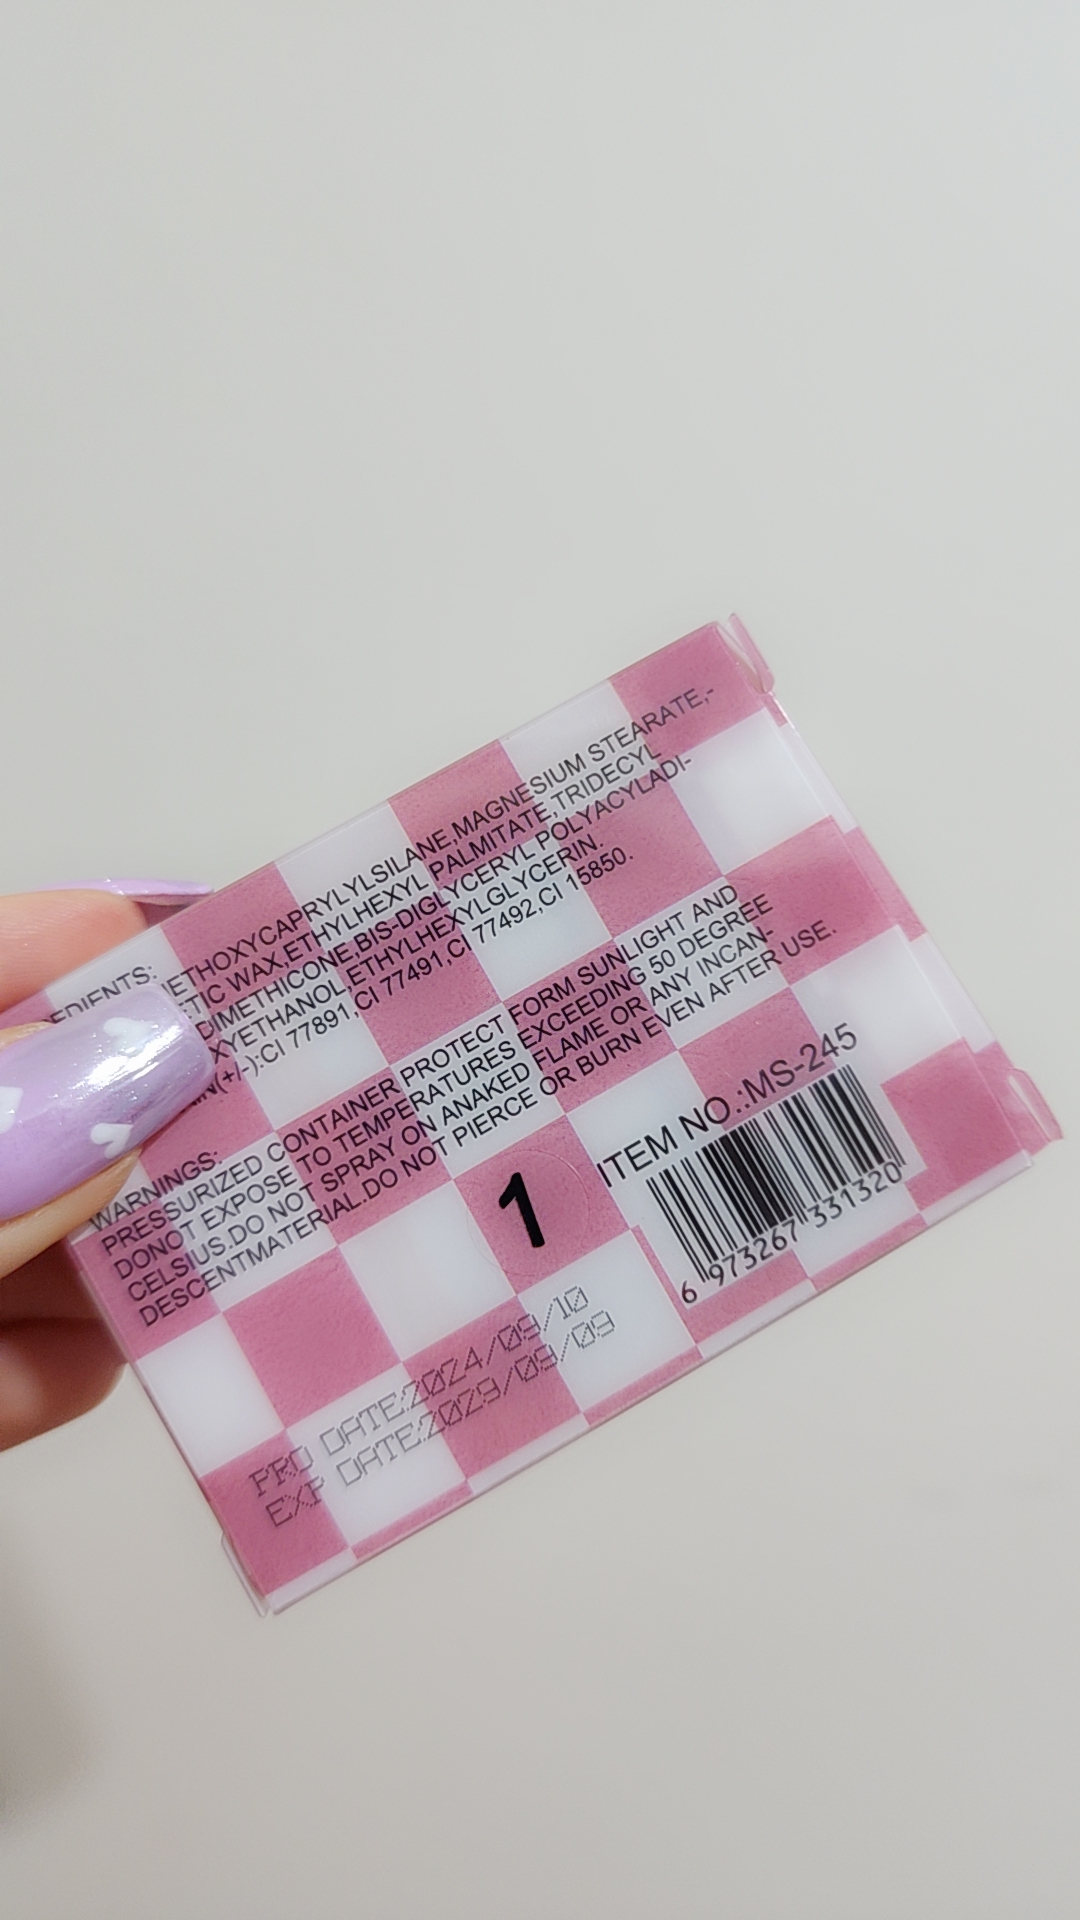 EDIENTS:
ETHOXYCAPRYLYLSILANE,MAGNESIUM STEARATE,-
ETIC WAX,ETHYLHEXYL PALMITATE,TRIDECYL
DIMETHICONE,BIS-DIGLYCERYL POLYACYLADI-
XYETHANOL,ETHYLHEXYLGLYCERIN.
IN(+/-):CI 77891,CI 77491,CI 77492,CI 15850.
WARNINGS:
PRESSURIZED CONTAINER,PROTECT FORM SUNLIGHT AND
DONOT EXPOSE TO TEMPERATURES EXCEEDING 50 DEGREE
CELSIUS.DO NOT SPRAY ON ANAKED FLAME OR ANY INCAN-
DESCENTMATERIAL.DO NOT PIERCE OR BURN EVEN AFTER USE.
1
ITEM NO.:MS-245
6 973267 331320
PRO DATE:2024/09/10
EXP DATE:2029/09/09